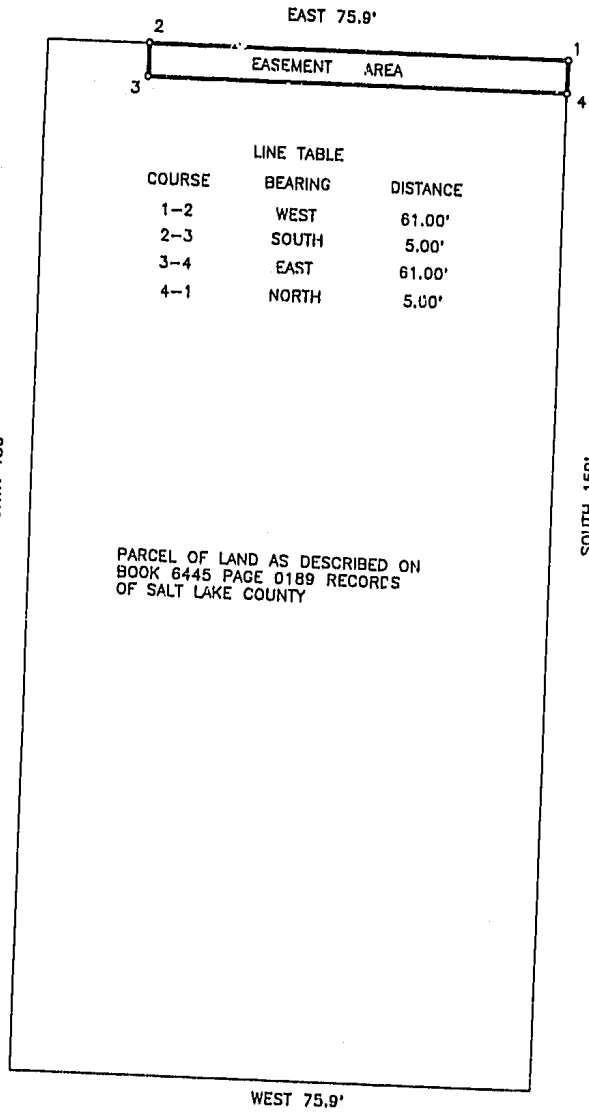 EAST 75.9'
2
1
EASEMENT AREA
3
4
LINE TABLE
COURSE BEARING DISTANCE
1-2 WEST 61.00'
2-3 SOUTH 5.00'
3-4 EAST 61.00'
4-1 NORTH 5.00'
SOUTH 150'
PARCEL OF LAND AS DESCRIBED ON
BOOK 6445 PAGE 0189 RECORDS
OF SALT LAKE COUNTY
WEST 75.9'